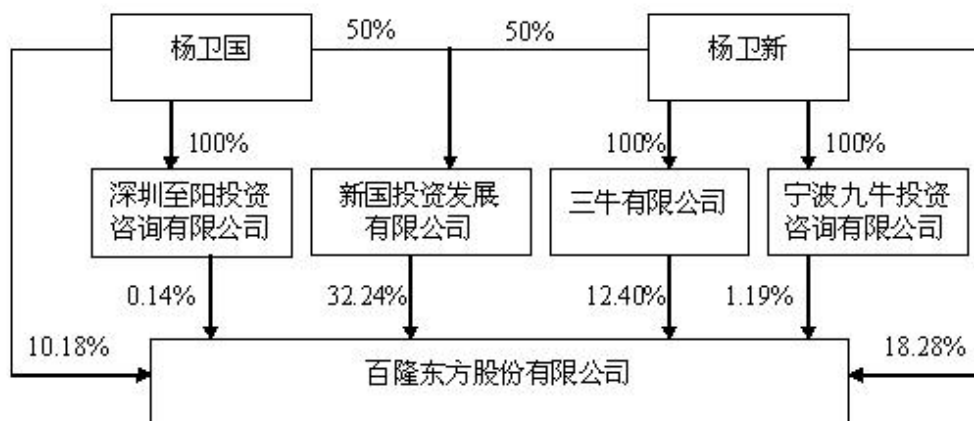 杨卫国
50%
50%
杨卫新
100%
100%
100%
深圳至阳投资
咨询有限公司
新国投资发展
有限公司
三牛有限公司
宁波九牛投资
咨询有限公司
0.14%
32.24%
12.40%
1.19%
10.18%
18.28%
百隆东方股份有限公司